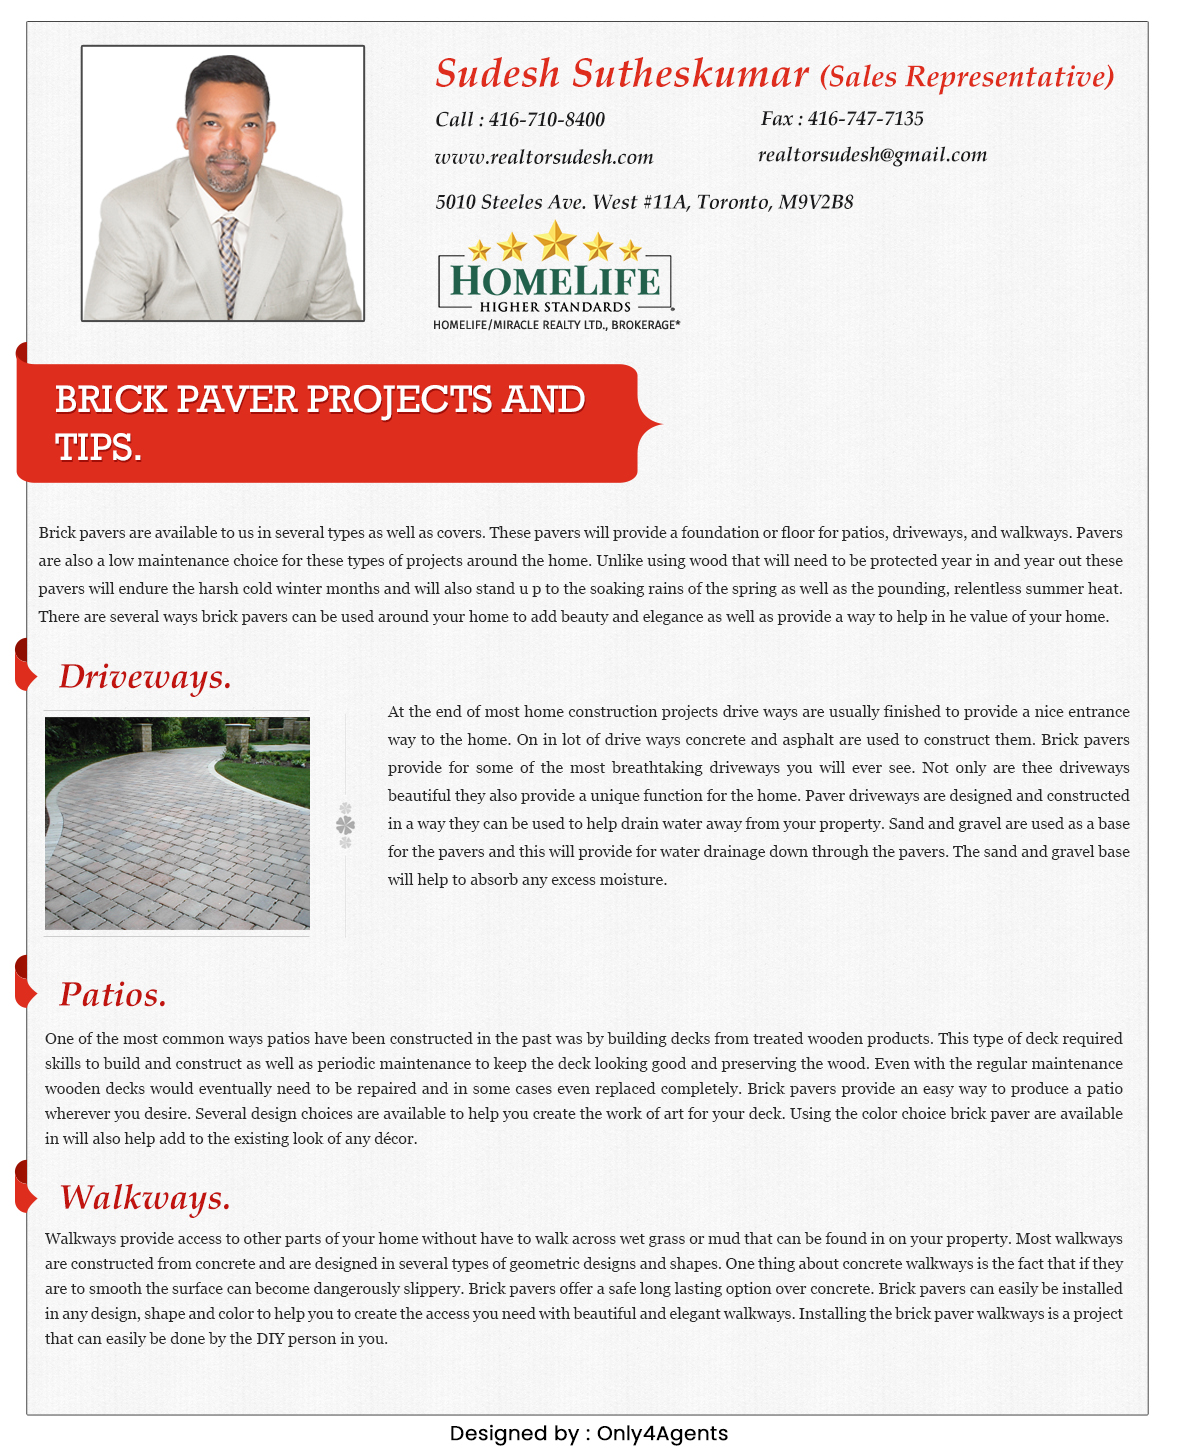 Sudesh Sutheskumar (Sales Representative)
Call : 416-710-8400
Fax : 416-747-7135
www.realtorsudesh.com
realtorsudesh@gmail.com
5010 Steeles Ave. West #11A, Toronto, M9V2B8
HOMELIFE
HIGHER STANDARDS
HOMELIFE/MIRACLE REALTY LTD., BROKERAGE*
BRICK PAVER PROJECTS AND
TIPS.
Brick pavers are available to us in several types as well as covers. These pavers will provide a foundation or floor for patios, driveways, and walkways. Pavers
are also a low maintenance choice for these types of projects around the home. Unlike using wood that will need to be protected year in and year out these
pavers will endure the harsh cold winter months and will also stand u p to the soaking rains of the spring as well as the pounding, relentless summer heat.
There are several ways brick pavers can be used around your home to add beauty and elegance as well as provide a way to help in he value of your home.
Driveways.
At the end of most home construction projects drive ways are usually finished to provide a nice entrance
way to the home. On in lot of drive ways concrete and asphalt are used to construct them. Brick pavers
provide for some of the most breathtaking driveways you will ever see. Not only are thee driveways
beautiful they also provide a unique function for the home. Paver driveways are designed and constructed
in a way they can be used to help drain water away from your property. Sand and gravel are used as a base
for the pavers and this will provide for water drainage down through the pavers. The sand and gravel base
will help to absorb any excess moisture.
Patios.
One of the most common ways patios have been constructed in the past was by building decks from treated wooden products. This type of deck required
skills to build and construct as well as periodic maintenance to keep the deck looking good and preserving the wood. Even with the regular maintenance
wooden decks would eventually need to be repaired and in some cases even replaced completely. Brick pavers provide an easy way to produce a patio
wherever you desire. Several design choices are available to help you create the work of art for your deck. Using the color choice brick paver are available
in will also help add to the existing look of any décor.
Walkways.
Walkways provide access to other parts of your home without have to walk across wet grass or mud that can be found in on your property. Most walkways
are constructed from concrete and are designed in several types of geometric designs and shapes. One thing about concrete walkways is the fact that if they
are to smooth the surface can become dangerously slippery. Brick pavers offer a safe long lasting option over concrete. Brick pavers can easily be installed
in any design, shape and color to help you to create the access you need with beautiful and elegant walkways. Installing the brick paver walkways is a project
that can easily be done by the DIY person in you.
Designed by : Only4Agents